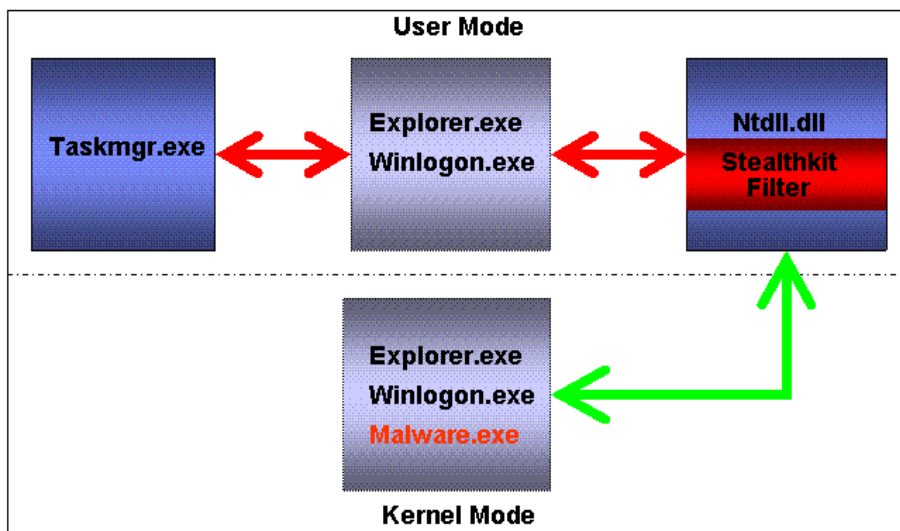 User Mode
Taskmgr.exe
Explorer.exe
Winlogon.exe
Ntdll.dll
Stealthkit
Filter
Explorer.exe
Winlogon.exe
Malware.exe
Kernel Mode